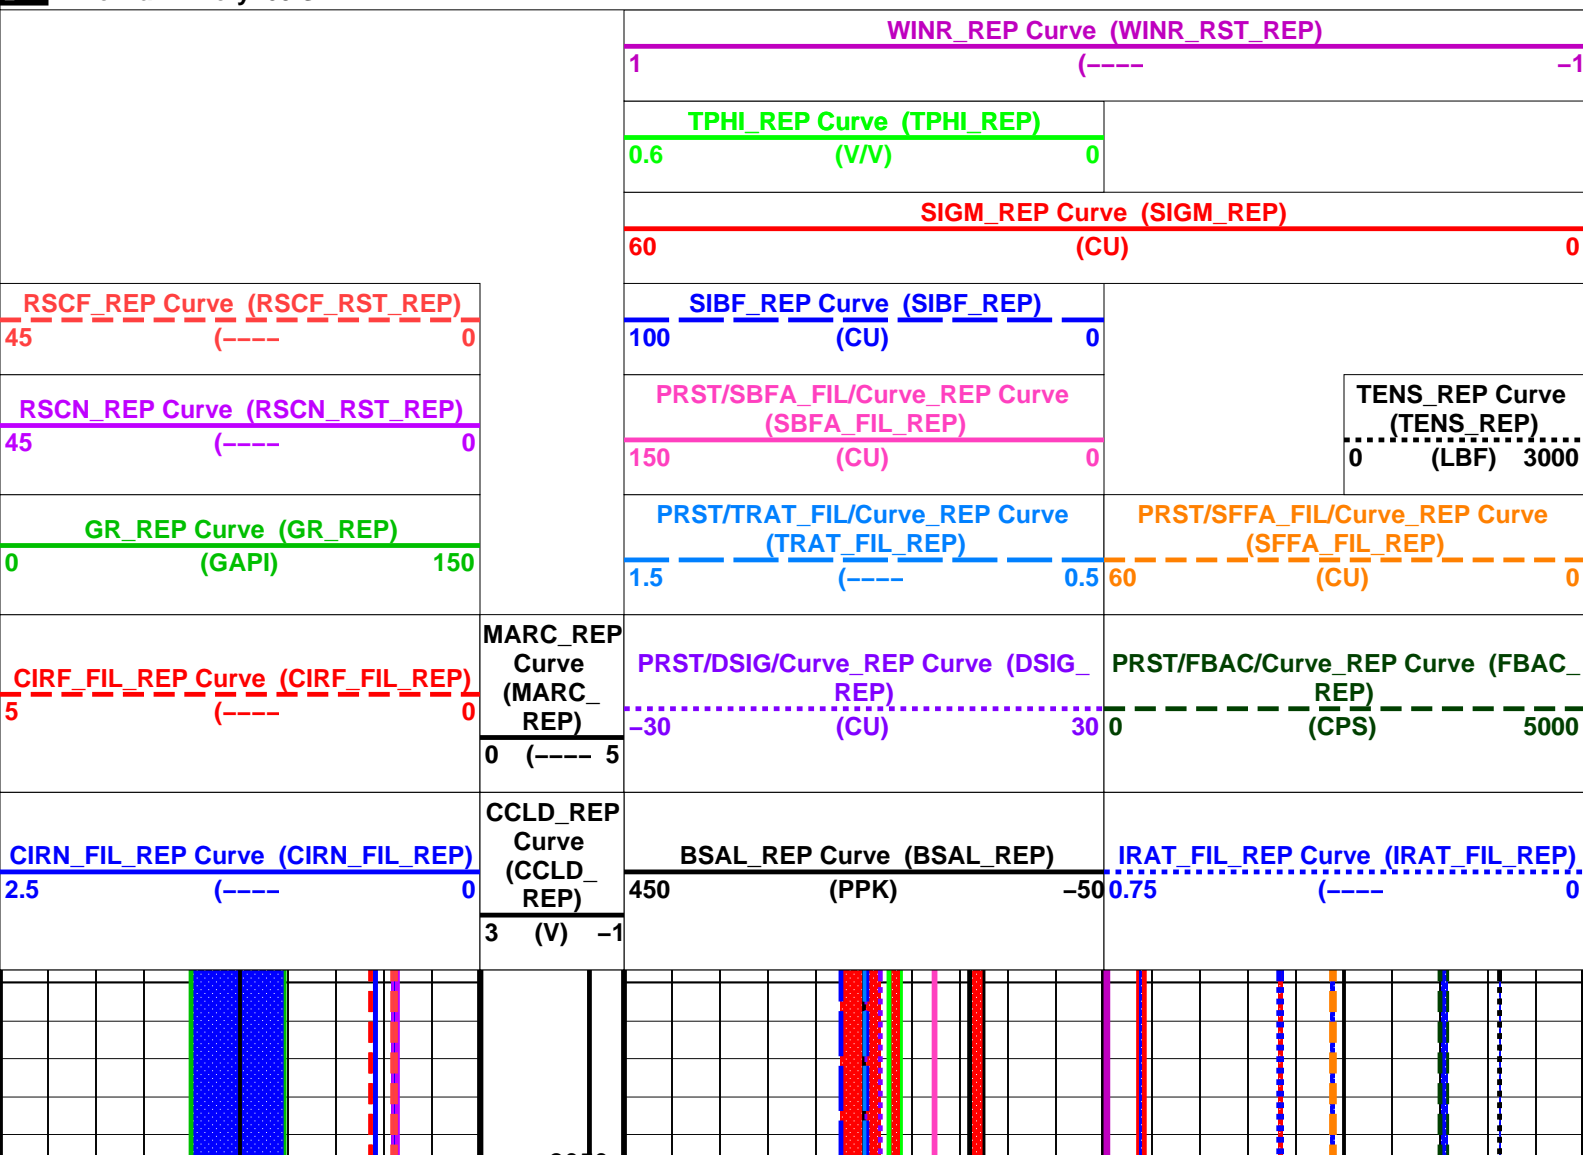 WINR_REP Curve (WINR_RST_REP)
1 (---- -1
TPHI_REP Curve (TPHI_REP)
0.6 (V/V) 0
SIGM_REP Curve (SIGM_REP)
60 (CU) 0
RSCF_REP Curve (RSCF_RST_REP)
45 (---- 0
SIBF_REP Curve (SIBF_REP)
100 (CU) 0
RSCN_REP Curve (RSCN_RST_REP)
45 (---- 0
PRST/SBFA_FIL/Curve_REP Curve
(SBFA_FIL_REP)
150 (CU) 0
TENS_REP Curve
(TENS_REP)
0 (LBF) 3000
GR_REP Curve (GR_REP)
0 (GAPI) 150
PRST/TRAT_FIL/Curve_REP Curve
(TRAT_FIL_REP)
1.5 (---- 0.5
PRST/SFFA_FIL/Curve_REP Curve
(SFFA_FIL_REP)
60 (CU) 0
CIRF_FIL_REP Curve (CIRF_FIL_REP)
5 (---- 0
MARC_REP
Curve
(MARC_
REP)
0 (---- 5
PRST/DSIG/Curve_REP Curve (DSIG_
REP)
-30 (CU) 30
PRST/FBAC/Curve_REP Curve (FBAC_
REP)
0 (CPS) 5000
CIRN_FIL_REP Curve (CIRN_FIL_REP)
2.5 (---- 0
CCLD_REP
Curve
(CCLD_
REP)
3 (V) -1
BSAL_REP Curve (BSAL_REP)
450 (PPK) -50
IRAT_FIL_REP Curve (IRAT_FIL_REP)
0.75 (---- 0